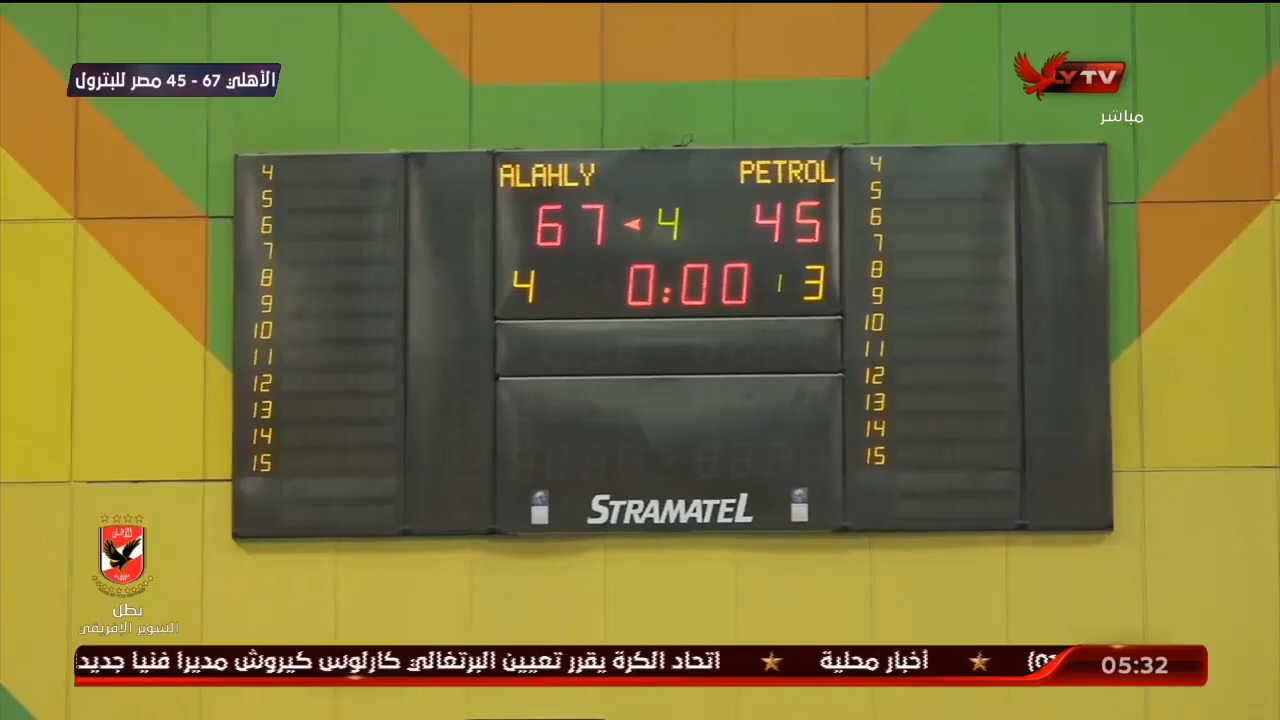 الأهلي 67 - 45 مصر للبترول
LY TV
مباشر
ALAHLY PETROL
67 4 45
4 0:00 1 3
4
5
6
7
8
9
10
11
12
13
14
15
4
5
6
7
8
9
10
11
12
13
14
15
STRAMATEL
الأهلي
بطل
السوبر الإفريقي
أخبار محلية ★ اتحاد الكرة يقرر تعيين البرتغالي كارلوس كيروش مديرا فنيا جديد
05:32